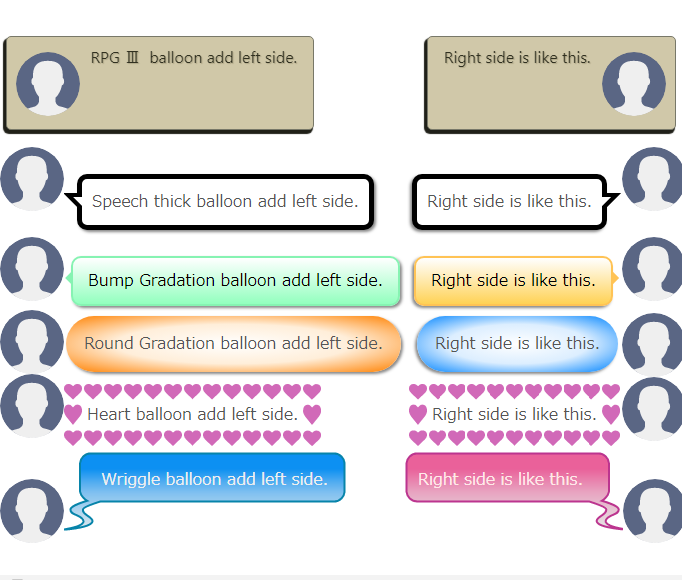 RPG Ⅲ balloon add left side.
Right side is like this.
Speech thick balloon add left side.
Right side is like this.
Bump Gradation balloon add left side.
Right side is like this.
Round Gradation balloon add left side.
Right side is like this.
Heart balloon add left side.
Right side is like this.
Wriggle balloon add left side.
Right side is like this.